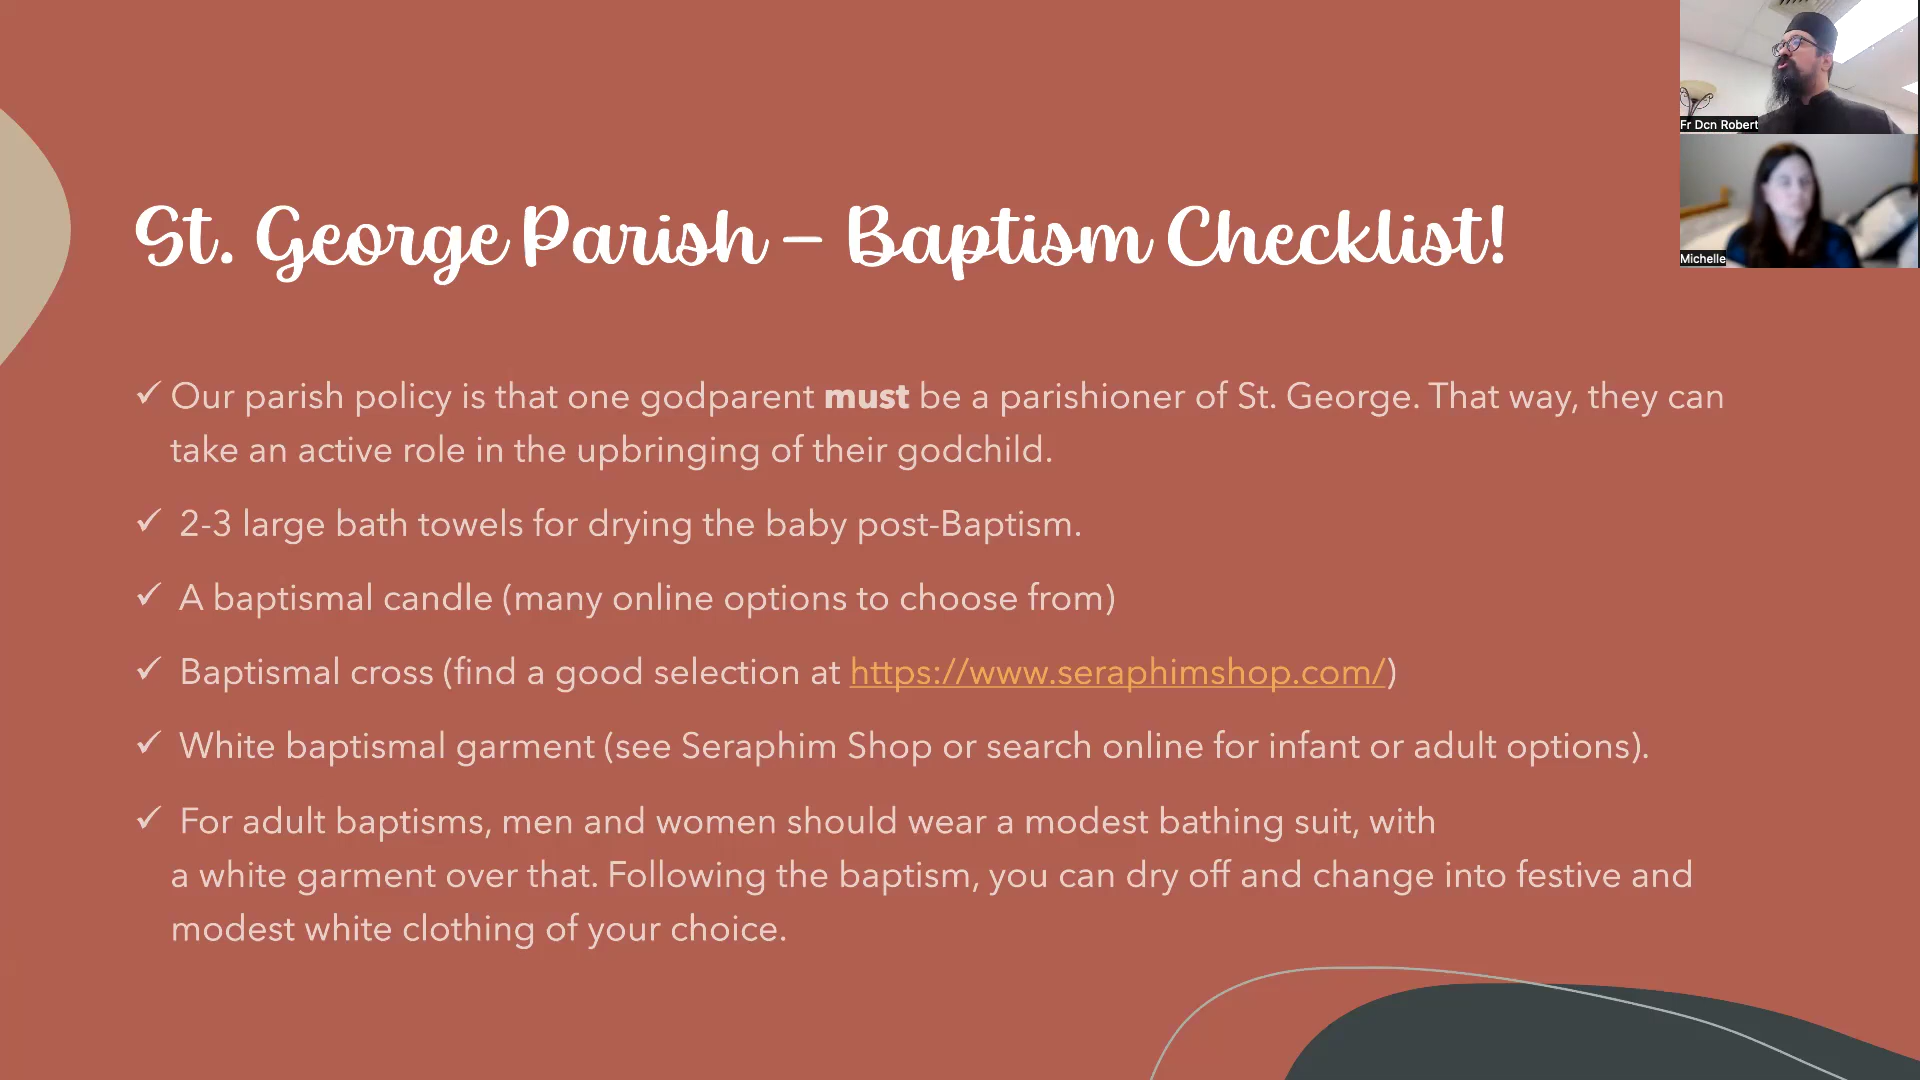 St. George Parish – Baptism Checklist!
✓ Our parish policy is that one godparent must be a parishioner of St. George. That way, they can
take an active role in the upbringing of their godchild.
✓ 2-3 large bath towels for drying the baby post-Baptism.
✓ A baptismal candle (many online options to choose from)
✓ Baptismal cross (find a good selection at https://www.seraphimshop.com/)
✓ White baptismal garment (see Seraphim Shop or search online for infant or adult options).
✓ For adult baptisms, men and women should wear a modest bathing suit, with
a white garment over that. Following the baptism, you can dry off and change into festive and
modest white clothing of your choice.
Fr Dcn Robert
Michelle